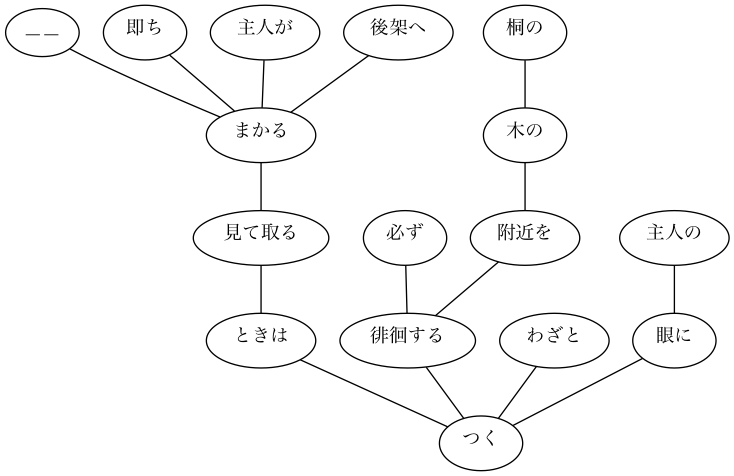 —— 即ち 主人が 後架へ 桐の
まかる 木の
見て取る 必ず 附近を 主人の
ときは 徘徊する わざと 眼に
つく